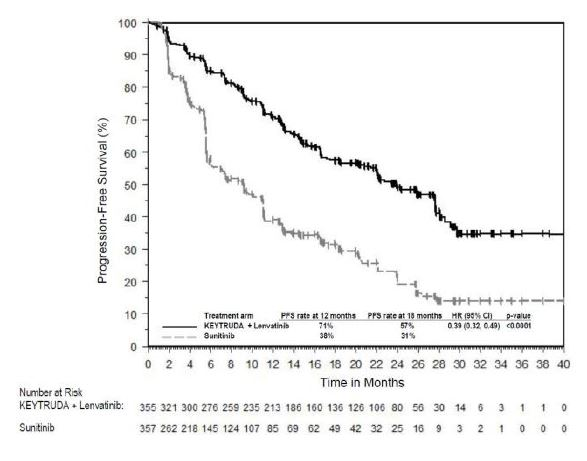 Progression-Free Survival (%)
100
90
80
70
60
50
40
30
20
10
0
Treatment arm PFS rate at 12 months PFS rate at 18 months HR (95% CI) p-value
KEYTRUDA + Lenvatinib 71% 57% 0.39 (0.32, 0.49) <0.0001
Sunitinib 38% 31%
0 2 4 6 8 10 12 14 16 18 20 22 24 26 28 30 32 34 36 38 40
Time in Months
Number at Risk
KEYTRUDA + Lenvatinib: 355 321 300 276 259 235 213 186 160 136 126 106 80 56 30 14 6 3 1 1 0
Sunitinib 357 262 218 145 124 107 85 69 62 49 42 32 25 16 9 3 2 1 0 0 0